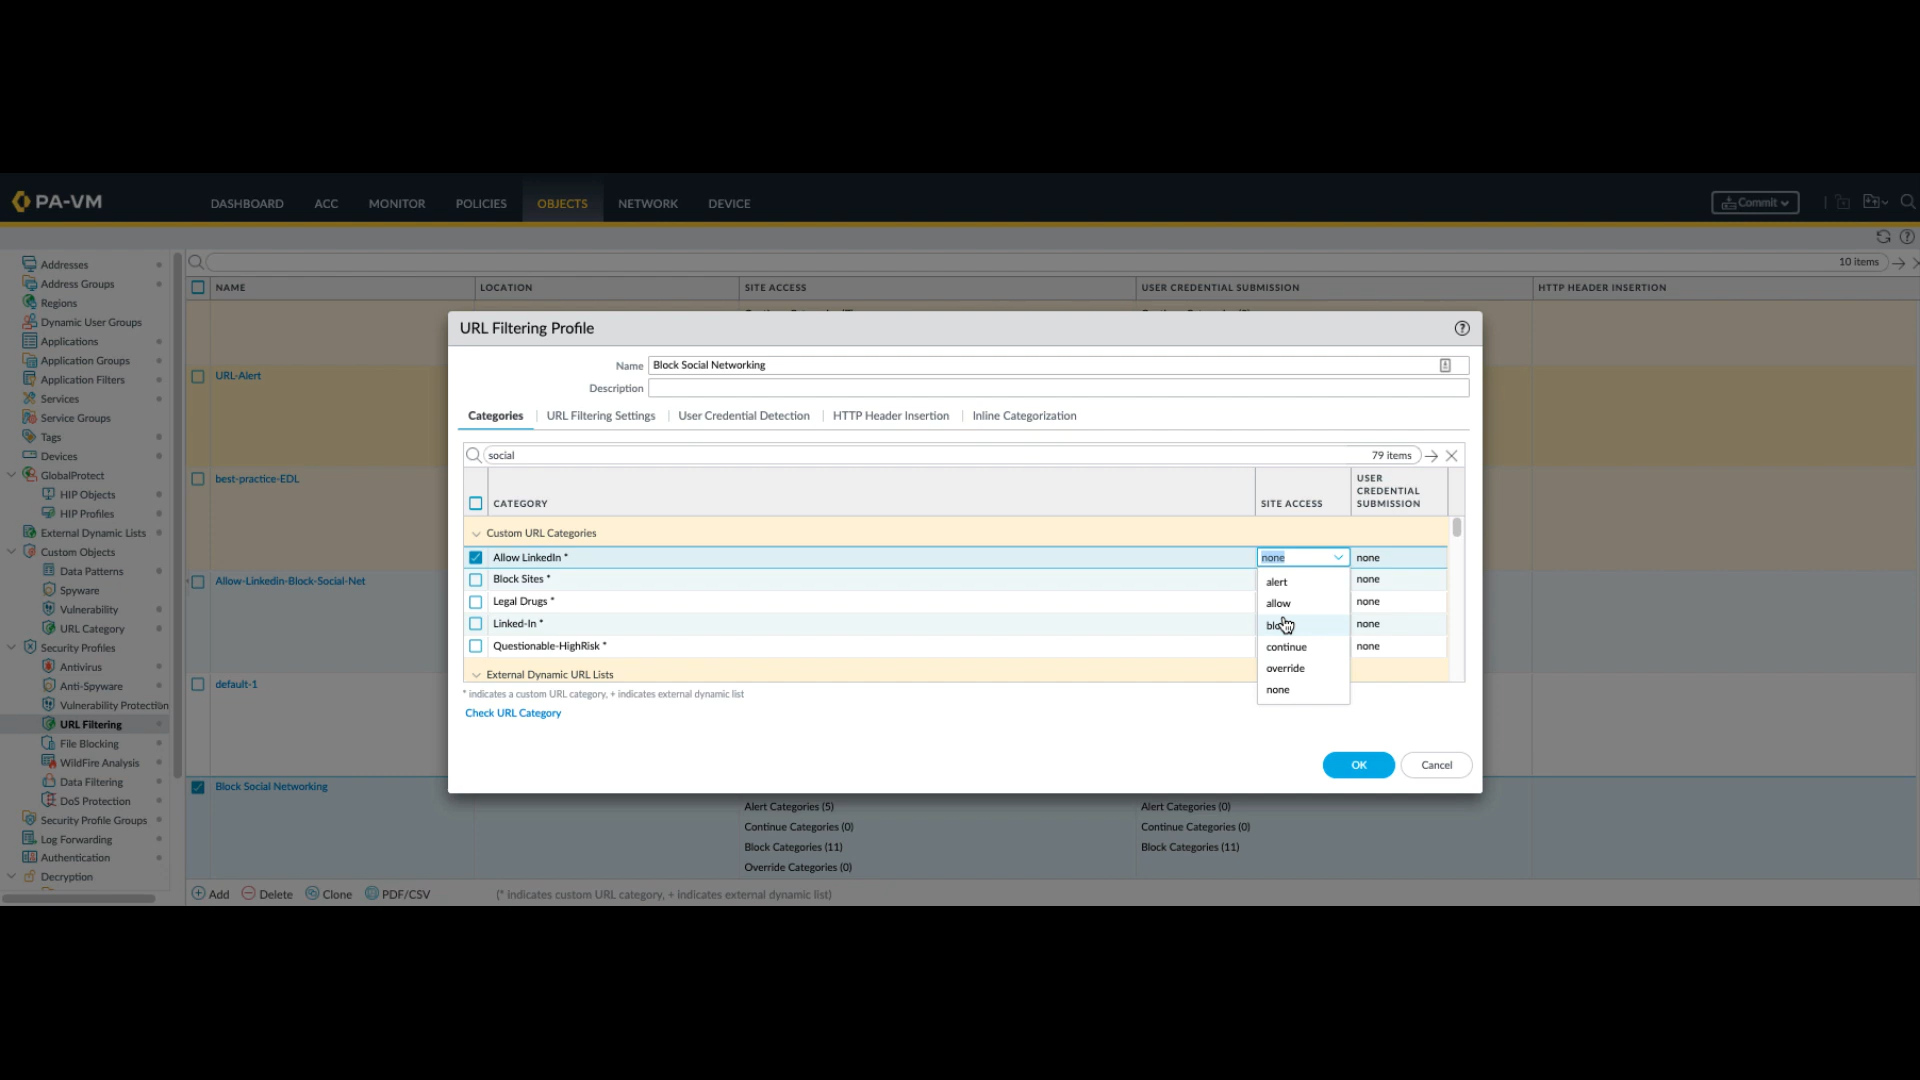 PA-VM
DASHBOARD ACC MONITOR POLICIES OBJECTS NETWORK DEVICE
Commit
Addresses
Address Groups
Regions
Dynamic User Groups
Applications
Application Groups
Application Filters
Services
Service Groups
Tags
Devices
GlobalProtect
HIP Objects
HIP Profiles
External Dynamic Lists
Custom Objects
Data Patterns
Spyware
Vulnerability
URL Category
Security Profiles
Antivirus
Anti-Spyware
Vulnerability Protection
URL Filtering
File Blocking
WildFire Analysis
Data Filtering
DoS Protection
Security Profile Groups
Log Forwarding
Authentication
Decryption
10 items
NAME LOCATION SITE ACCESS USER CREDENTIAL SUBMISSION HTTP HEADER INSERTION
URL-Alert
best-practice-EDL
Allow-Linkedin-Block-Social-Net
default-1
Block Social Networking
URL Filtering Profile
Name Block Social Networking
Description
Categories URL Filtering Settings User Credential Detection HTTP Header Insertion Inline Categorization
social 79 items
CATEGORY SITE ACCESS USER CREDENTIAL SUBMISSION
Custom URL Categories
Allow LinkedIn * none none
Block Sites * none
Legal Drugs * none
Linked-In * none
Questionable-HighRisk * none
External Dynamic URL Lists
alert
allow
continue
override
none
* indicates a custom URL category, + indicates external dynamic list
Check URL Category
OK Cancel
Alert Categories (5) Alert Categories (0)
Continue Categories (0) Continue Categories (0)
Block Categories (11) Block Categories (11)
Override Categories (0)
Add Delete Clone PDF/CSV (* indicates custom URL category, + indicates external dynamic list)